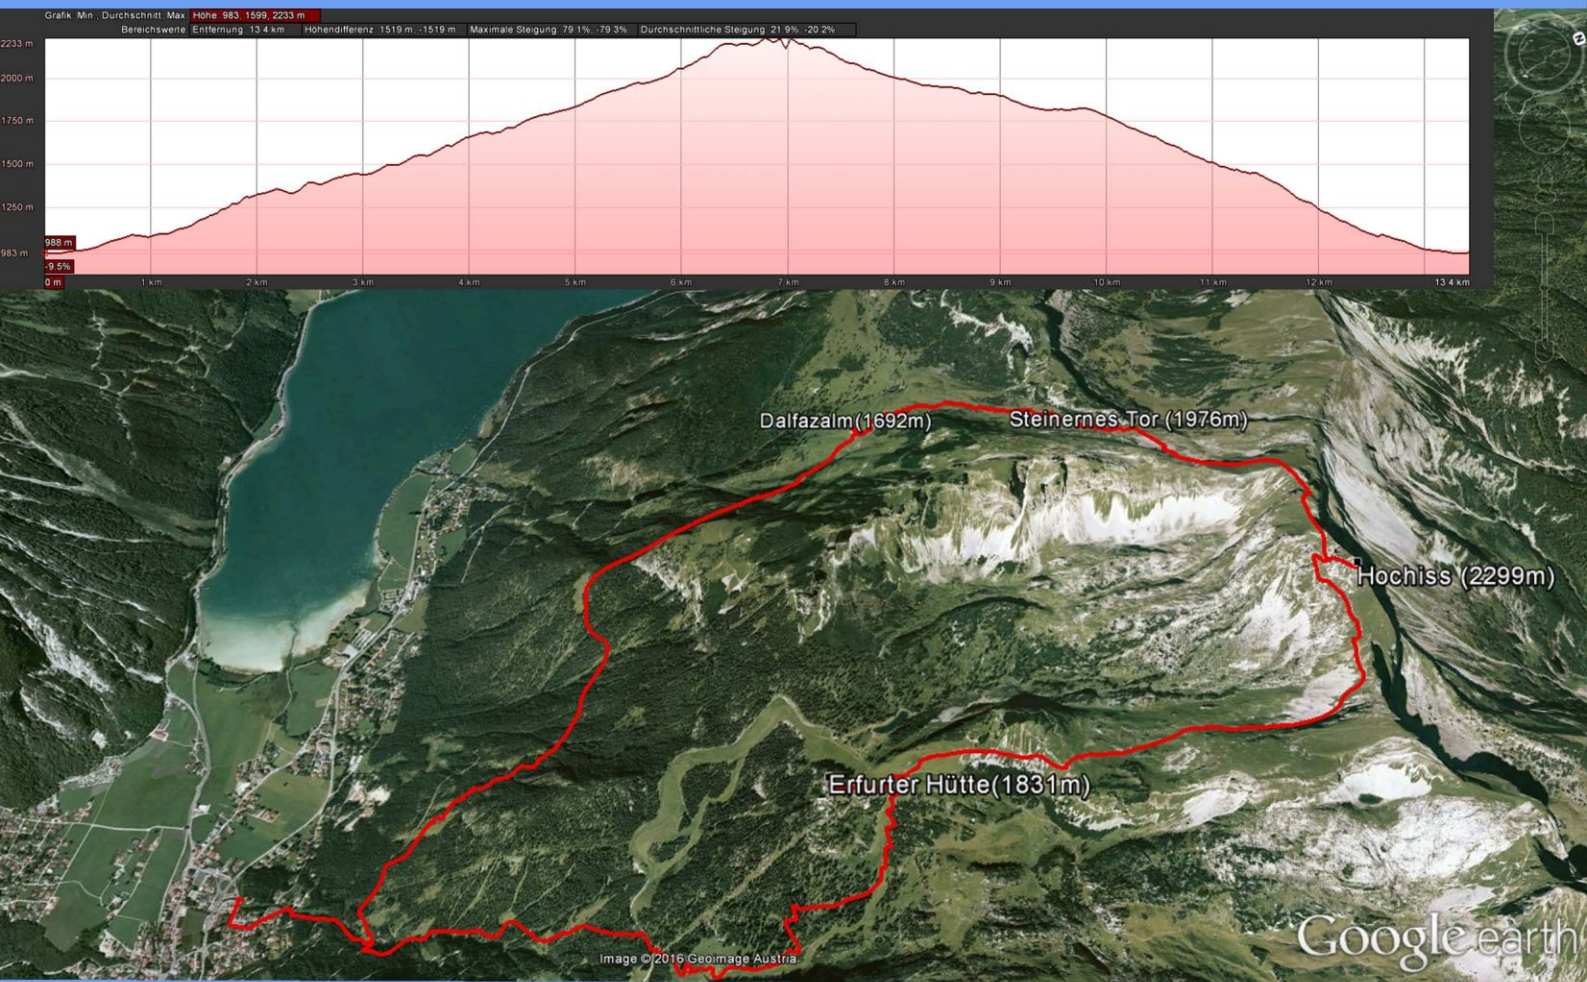 Grafik: Min., Durchschnitt, Max. Höhe: 983, 1599, 2233 m
Bereichswerte: Entfernung: 13.4 km Höhendifferenz: 1519 m, -1519 m Maximale Steigung: 79.1%, -79.3% Durchschnittliche Steigung: 21.9%, -20.2%
2233 m
2000 m
1750 m
1500 m
1250 m
988 m
983 m
-9.5%
0 m 1 km 2 km 3 km 4 km 5 km 6 km 7 km 8 km 9 km 10 km 11 km 12 km 13.4 km
N
Dalfazalm(1692m)
Steinernes Tor (1976m)
Hochiss (2299m)
Erfurter Hütte(1831m)
Image © 2016 Geoimage Austria
Google earth